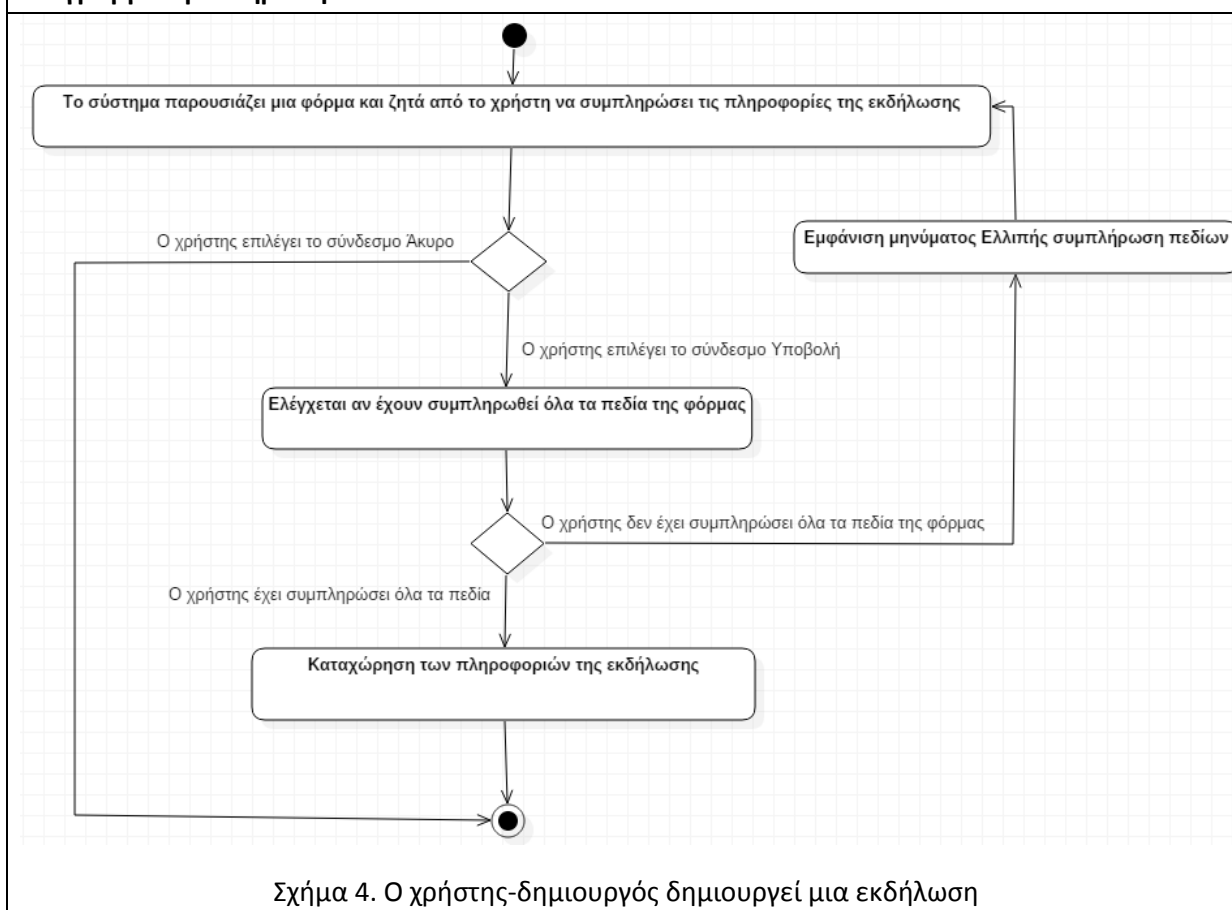 Το σύστημα παρουσιάζει μια φόρμα και ζητά από το χρήστη να συμπληρώσει τις πληροφορίες της εκδήλωσης
Ο χρήστης επιλέγει το σύνδεσμο Άκυρο
Εμφάνιση μηνύματος Ελλιπής συμπλήρωση πεδίων
Ο χρήστης επιλέγει το σύνδεσμο Υποβολή
Ελέγχεται αν έχουν συμπληρωθεί όλα τα πεδία της φόρμας
Ο χρήστης δεν έχει συμπληρώσει όλα τα πεδία της φόρμας
Ο χρήστης έχει συμπληρώσει όλα τα πεδία
Καταχώρηση των πληροφοριών της εκδήλωσης
Σχήμα 4. Ο χρήστης-δημιουργός δημιουργεί μια εκδήλωση